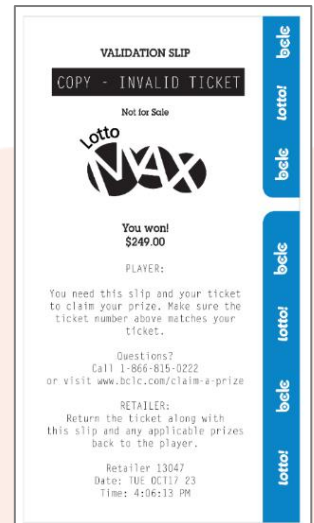 VALIDATION SLIP
COPY - INVALID TICKET
Not for Sale
Lotto
MAX
You won!
$249.00
PLAYER:
You need this slip and your ticket
to claim your prize. Make sure the
ticket number above matches your
ticket.
Questions?
Call 1-866-815-0222
or visit www.bclc.com/claim-a-prize
RETAILER:
Return the ticket along with
this slip and any applicable prizes
back to the player.
Retailer 13047
Date: TUE OCT17 23
Time: 4:06:13 PM
bclc
lotto!
bclc
bclc
lotto!
bclc
lotto!